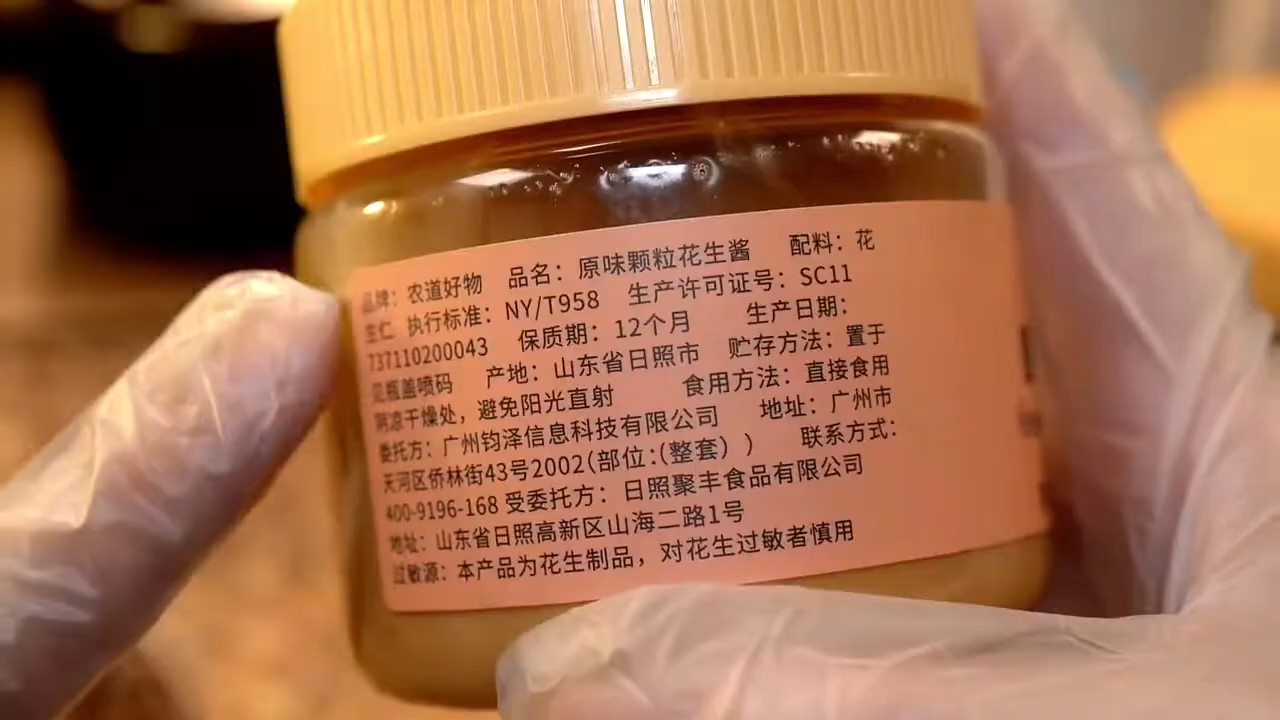 品牌：农道好物 品名：原味颗粒花生酱 配料：花
生仁 执行标准：NY/T958 生产许可证号：SC11
737110200043 保质期：12个月 生产日期：
见瓶盖喷码 产地：山东省日照市 贮存方法：置于
阴凉干燥处，避免阳光直射 食用方法：直接食用
委托方：广州钧泽信息科技有限公司 地址：广州市
天河区侨林街43号2002(部位:(整套）） 联系方式：
400-9196-168 受委托方：日照聚丰食品有限公司
地址：山东省日照高新区山海二路1号
过敏源：本产品为花生制品，对花生过敏者慎用